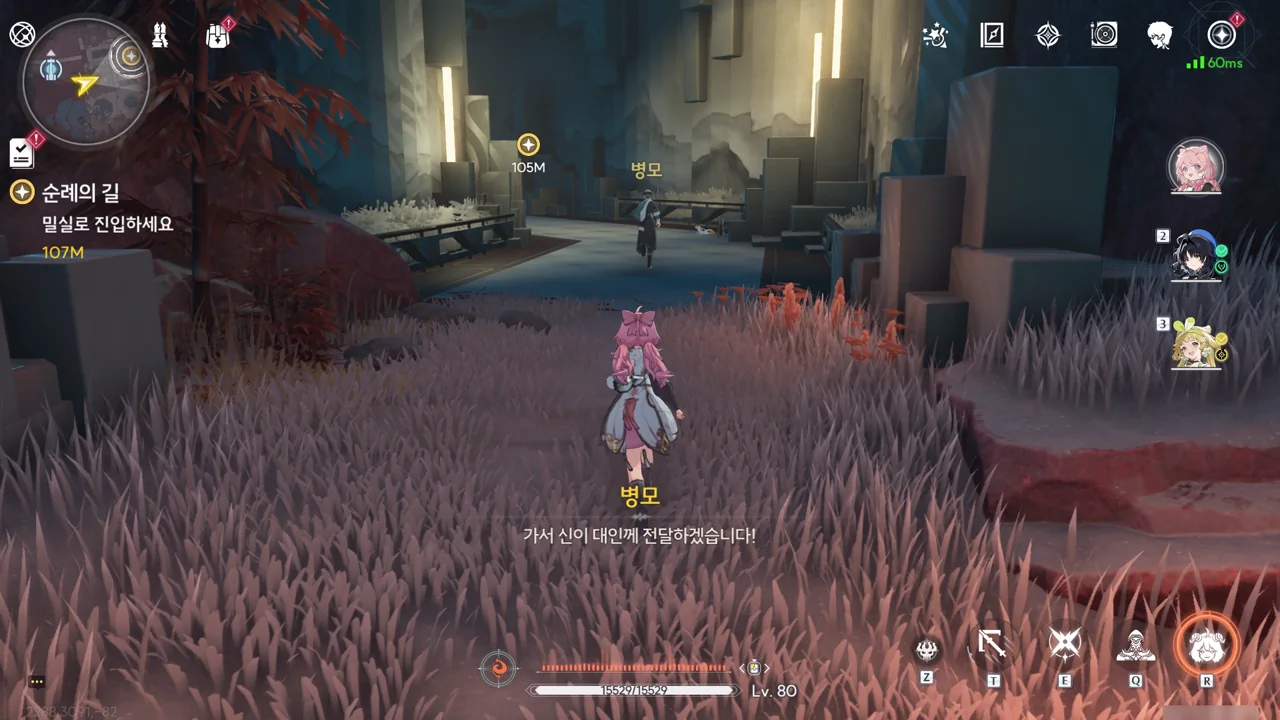 60ms
105M
병모
순례의 길
밀실로 진입하세요
107M
2
3
병모
가서 신이 대인께 전달하겠습니다!
15529/15529
Lv. 80
Z
T
E
Q
R